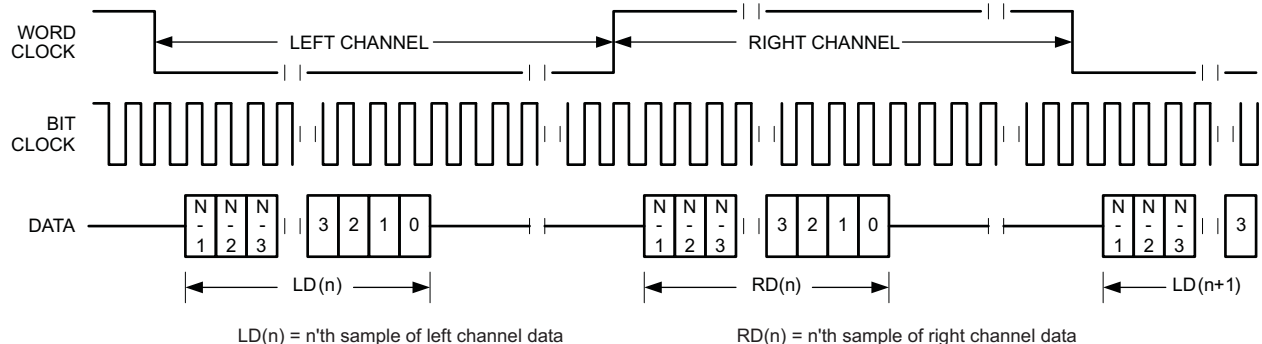 WORD
CLOCK
LEFT CHANNEL
RIGHT CHANNEL
BIT
CLOCK
DATA
N-1 N-2 N-3 3 2 1 0
N-1 N-2 N-3 3 2 1 0
N-1 N-2 N-3 3
LD(n)
RD(n)
LD(n+1)
LD(n) = n'th sample of left channel data
RD(n) = n'th sample of right channel data